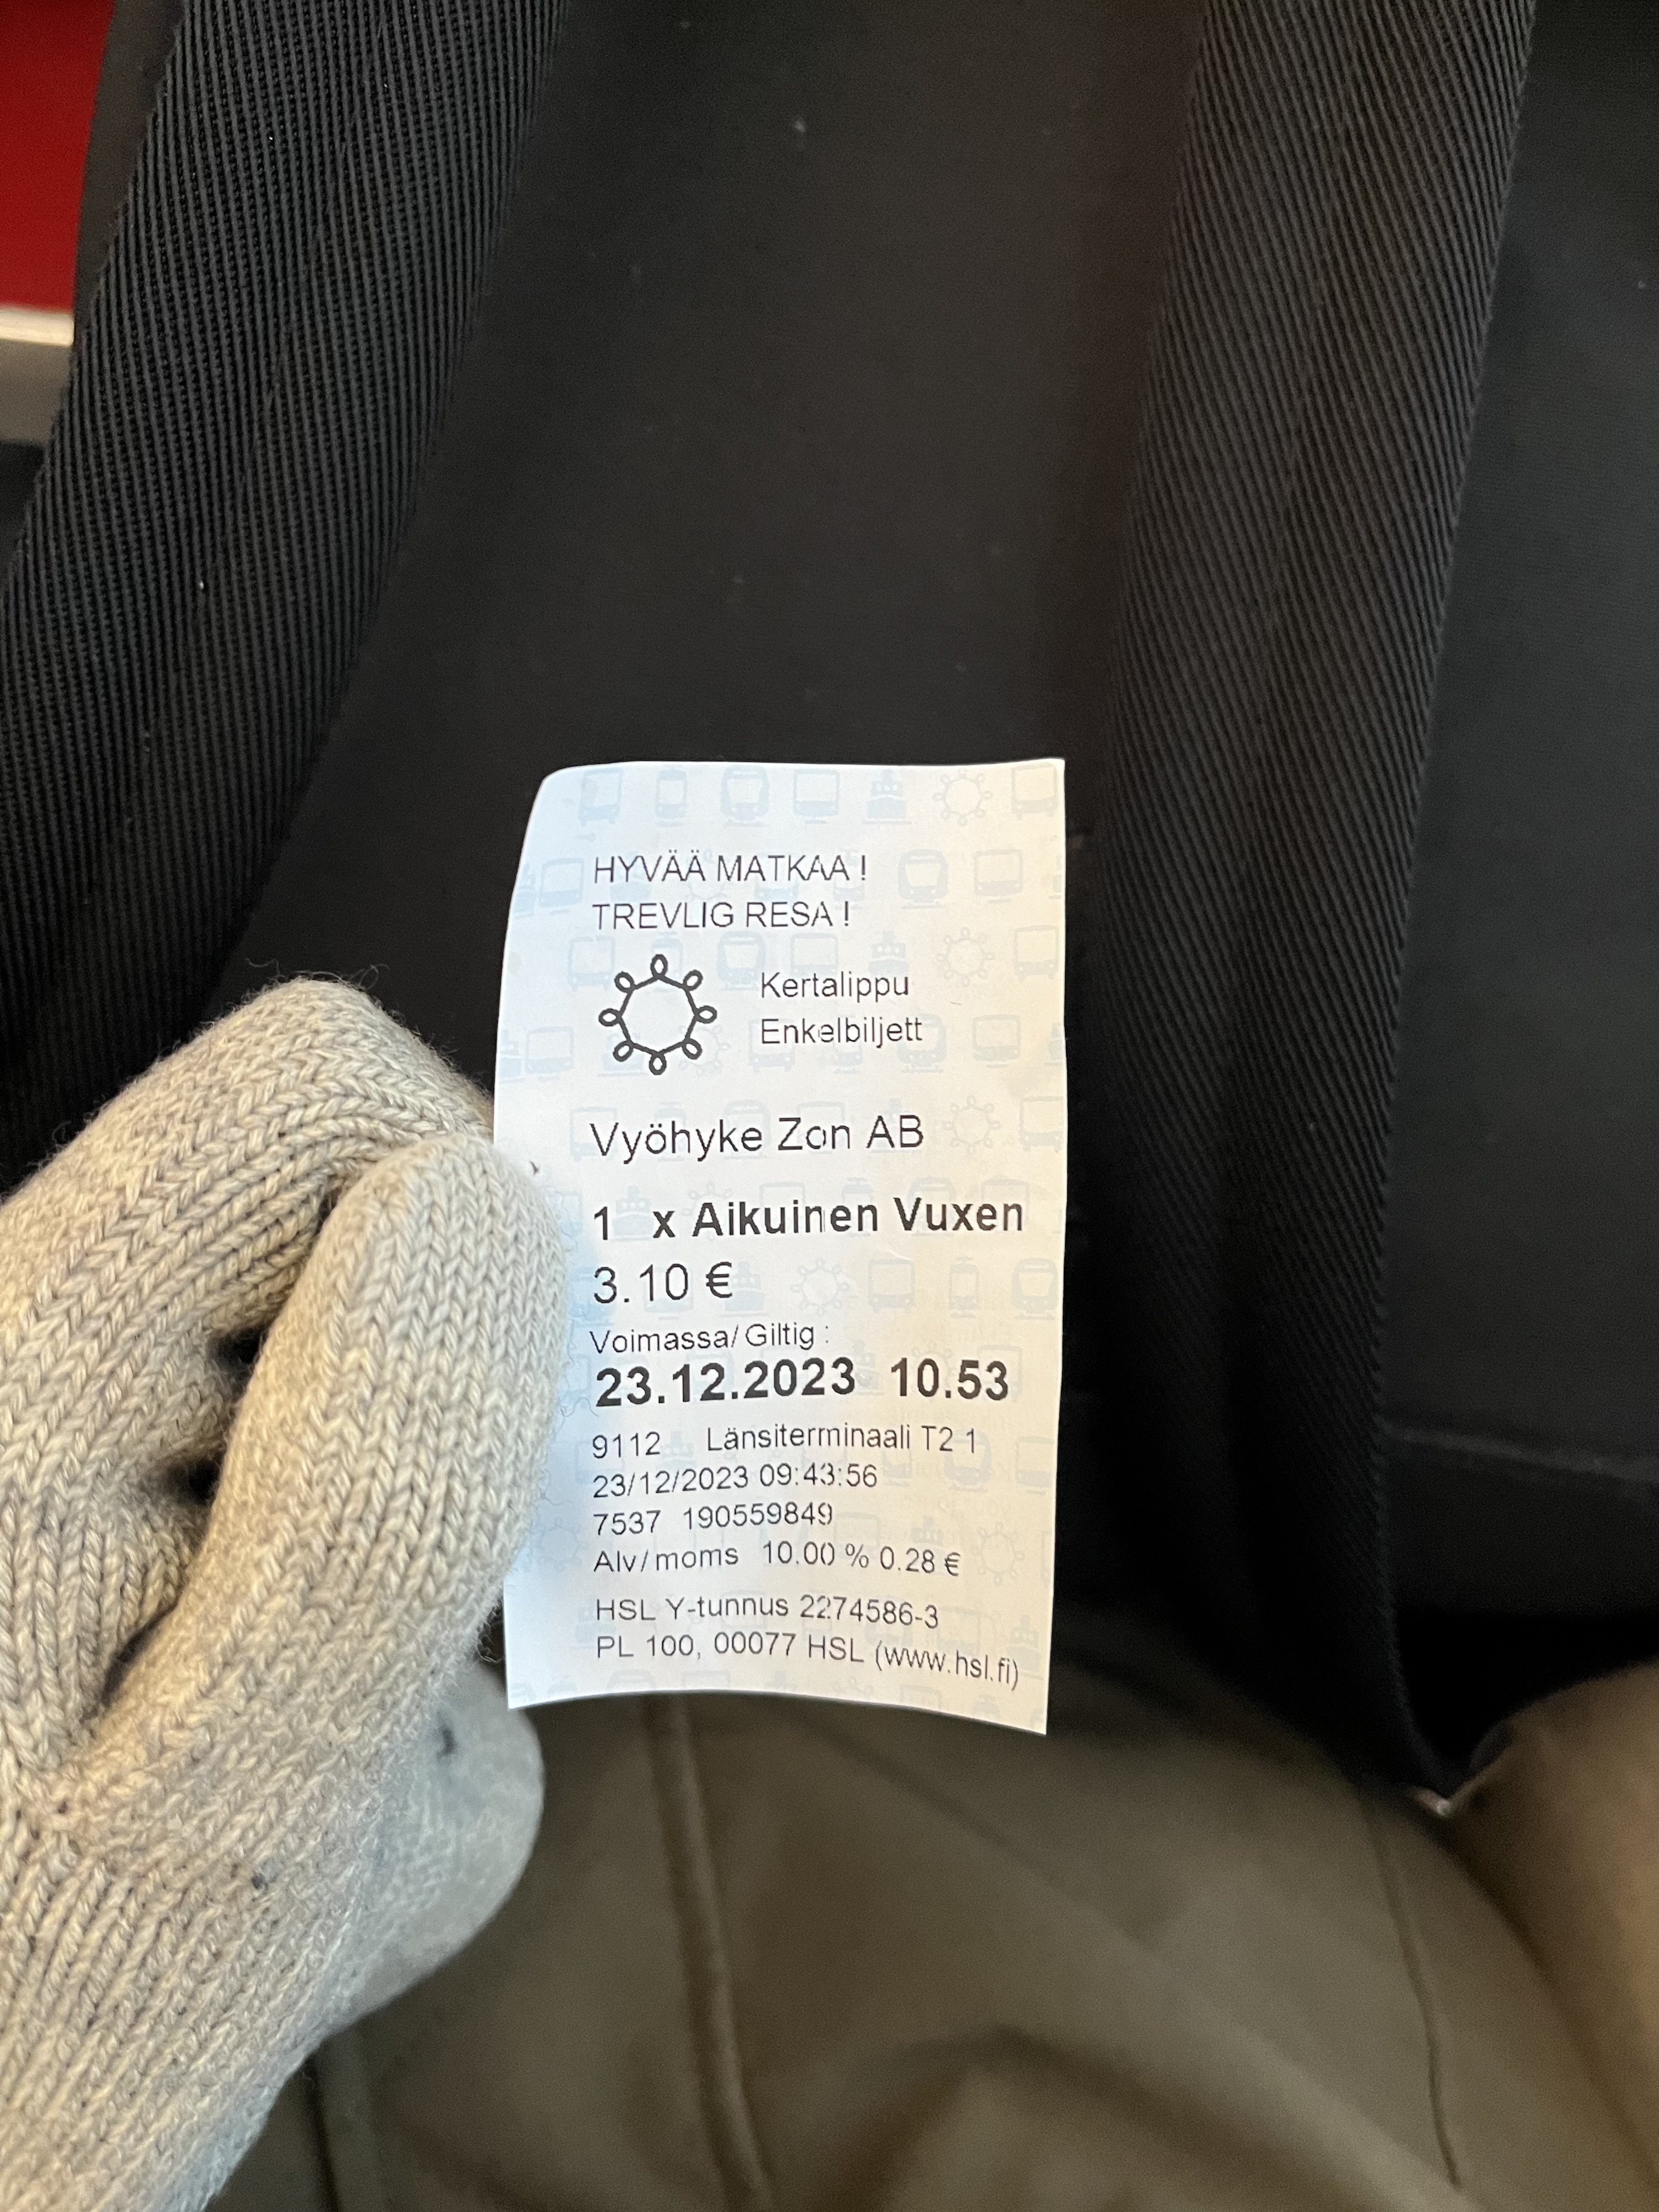 HYVÄÄ MATKAA !
TREVLIG RESA !
Kertalippu
Enkelbiljett
Vyöhyke Zon AB
1 x Aikuinen Vuxen
3.10 €
Voimassa/Giltig :
23.12.2023 10.53
9112 Länsiterminaali T2 1
23/12/2023 09:43:56
7537 190559849
Alv/moms 10.00 % 0.28 €
HSL Y-tunnus 2274586-3
PL 100, 00077 HSL (www.hsl.fi)